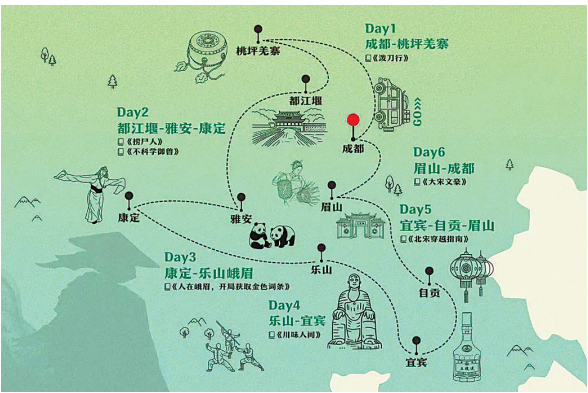 Day1
成都-桃坪羌寨
《泼刀行》
桃坪羌寨
都江堰
GO>>>
Day2
都江堰-雅安-康定
《捞尸人》
《不科学御兽》
成都
Day6
眉山-成都
《大宋文豪》
眉山
康定
雅安
Day5
宜宾-自贡-眉山
《北宋穿越指南》
Day3
康定-乐山峨眉
《人在峨眉，开局获取金色词条》
乐山
自贡
Day4
乐山-宜宾
《川味人间》
宜宾